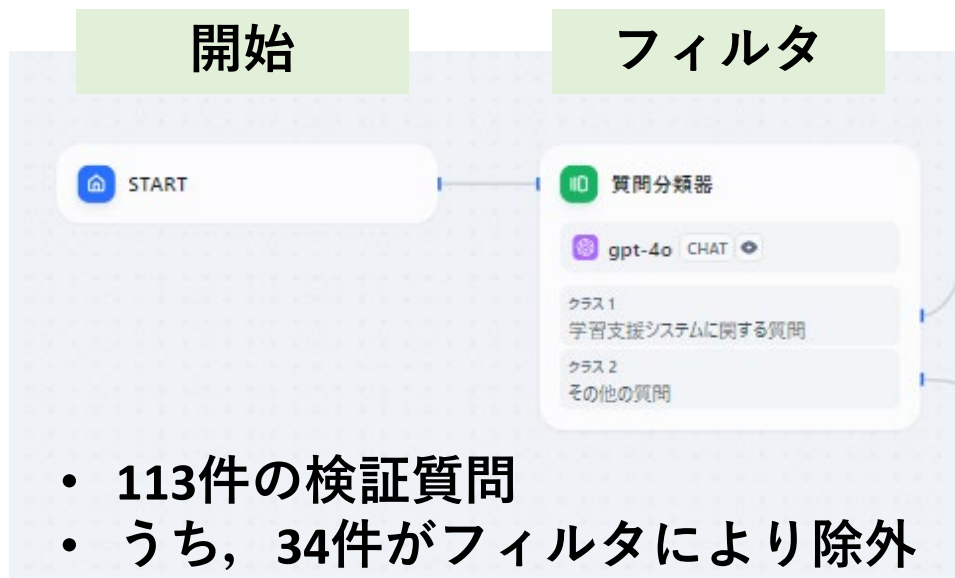 開始
フィルタ
START
質問分類器
gpt-4o CHAT
クラス 1
学習支援システムに関する質問
クラス 2
その他の質問
• 113件の検証質問
• うち，34件がフィルタにより除外